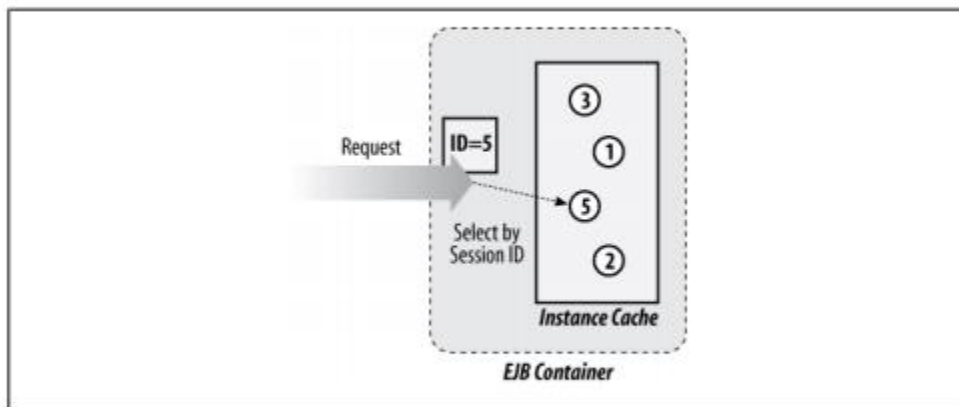 Request
ID=5
Select by
Session ID
3
1
5
2
Instance Cache
EJB Container